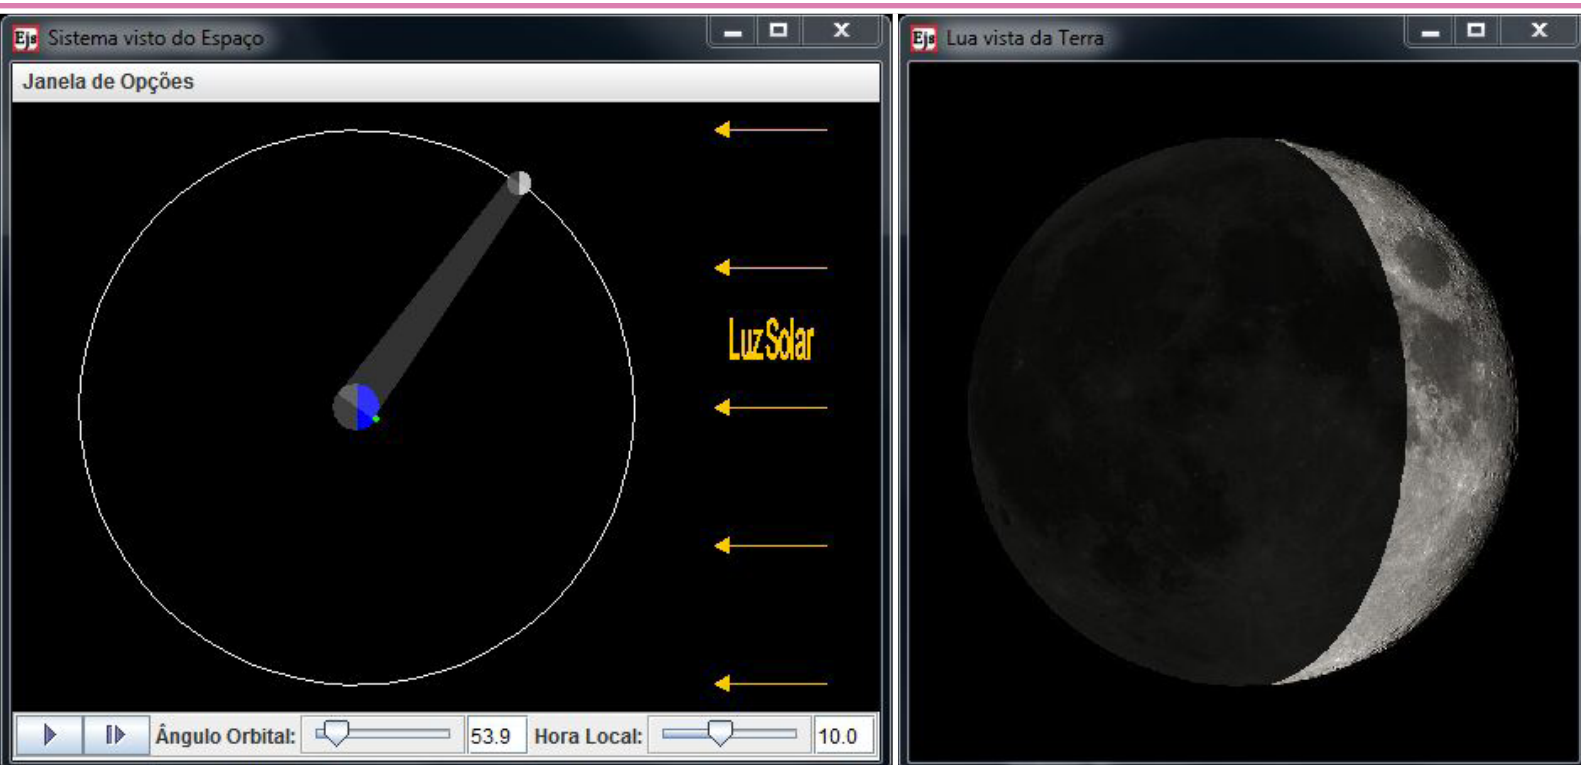 Ejs Sistema visto do Espaço
Janela de Opções
Luz Solar
Ângulo Orbital: 53.9 Hora Local: 10.0
Ejs Lua vista da Terra